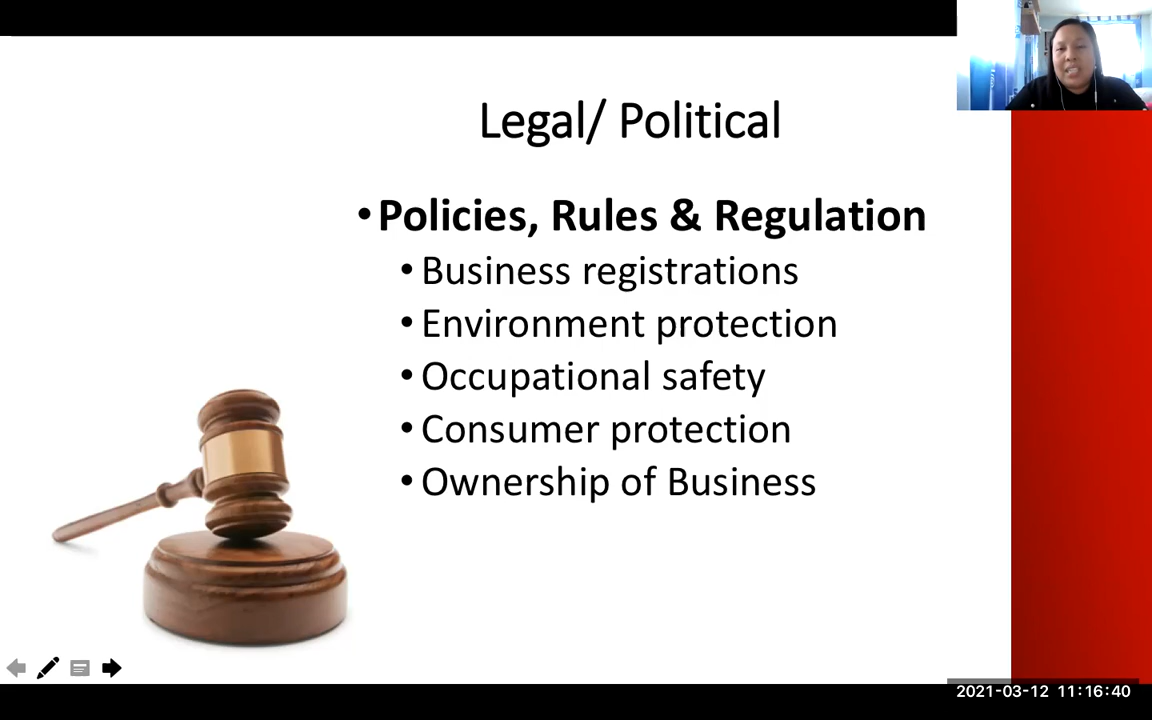 Legal/ Political
•Policies, Rules & Regulation
•Business registrations
•Environment protection
•Occupational safety
•Consumer protection
•Ownership of Business
2021-03-12 11:16:40